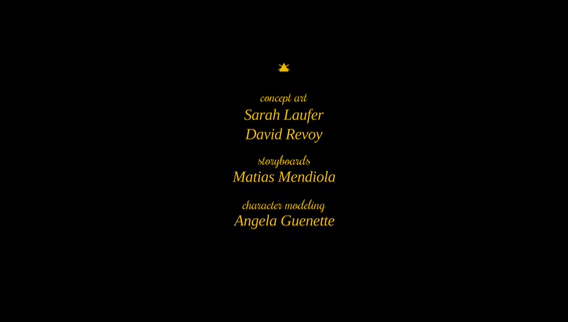 concept art
Sarah Laufer
David Revoy
storyboards
Matias Mendiola
character modeling
Angela Guenette